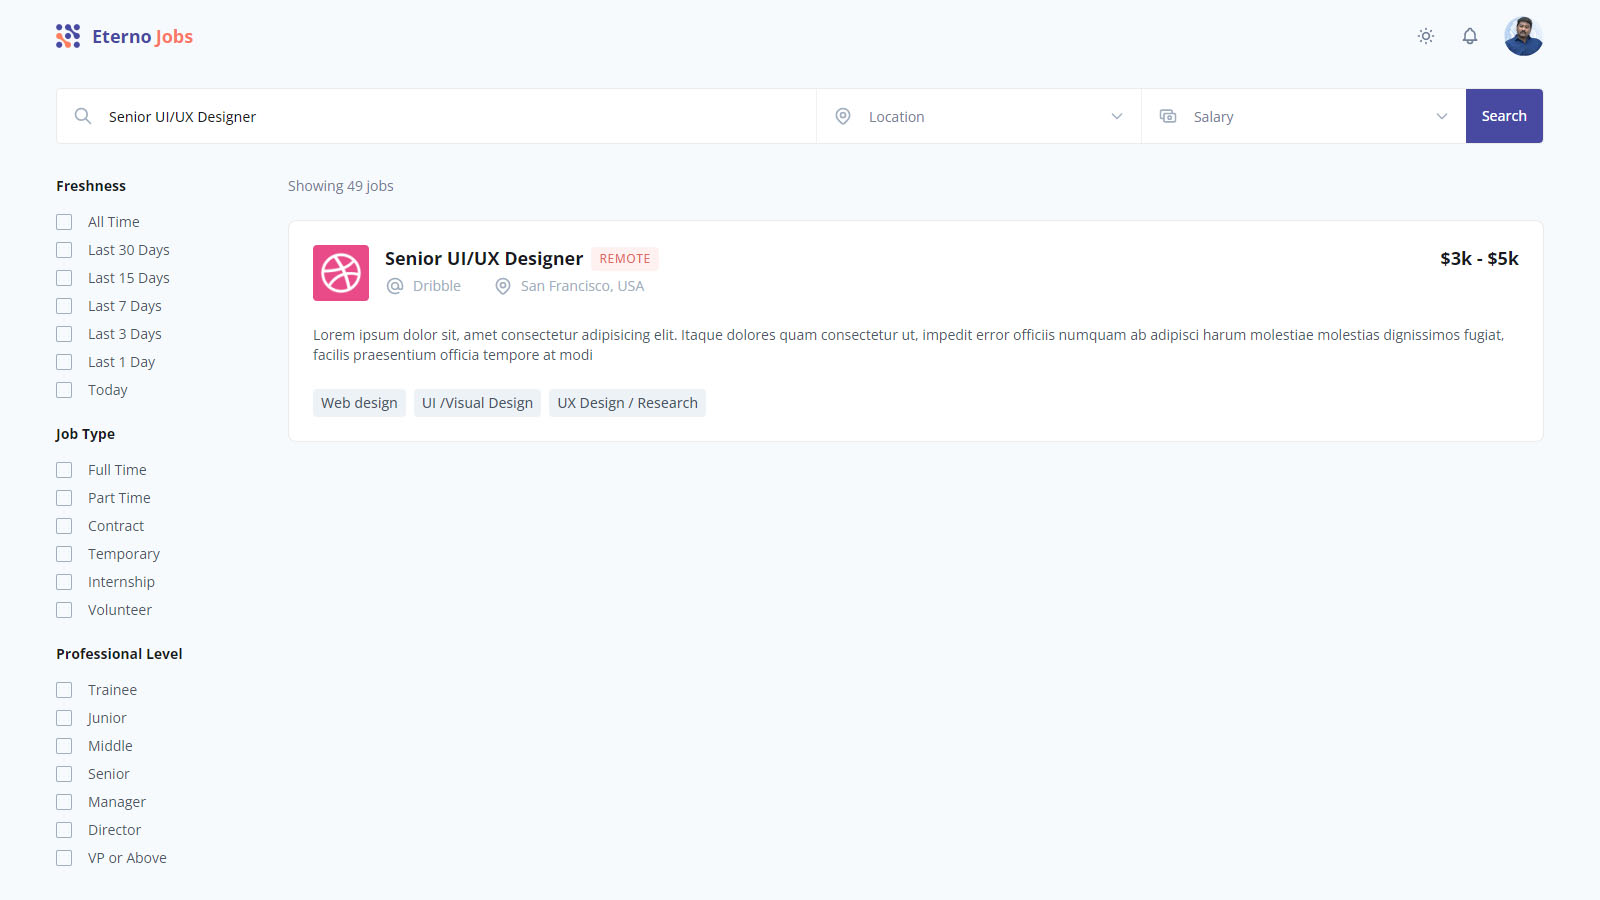 Eterno Jobs
Senior UI/UX Designer
Location
Salary
Search
Freshness
All Time
Last 30 Days
Last 15 Days
Last 7 Days
Last 3 Days
Last 1 Day
Today
Job Type
Full Time
Part Time
Contract
Temporary
Internship
Volunteer
Professional Level
Trainee
Junior
Middle
Senior
Manager
Director
VP or Above
Showing 49 jobs
Senior UI/UX Designer REMOTE
$3k - $5k
Dribble San Francisco, USA
Lorem ipsum dolor sit, amet consectetur adipisicing elit. Itaque dolores quam consectetur ut, impedit error officiis numquam ab adipisci harum molestiae molestias dignissimos fugiat,
facilis praesentium officia tempore at modi
Web design UI /Visual Design UX Design / Research